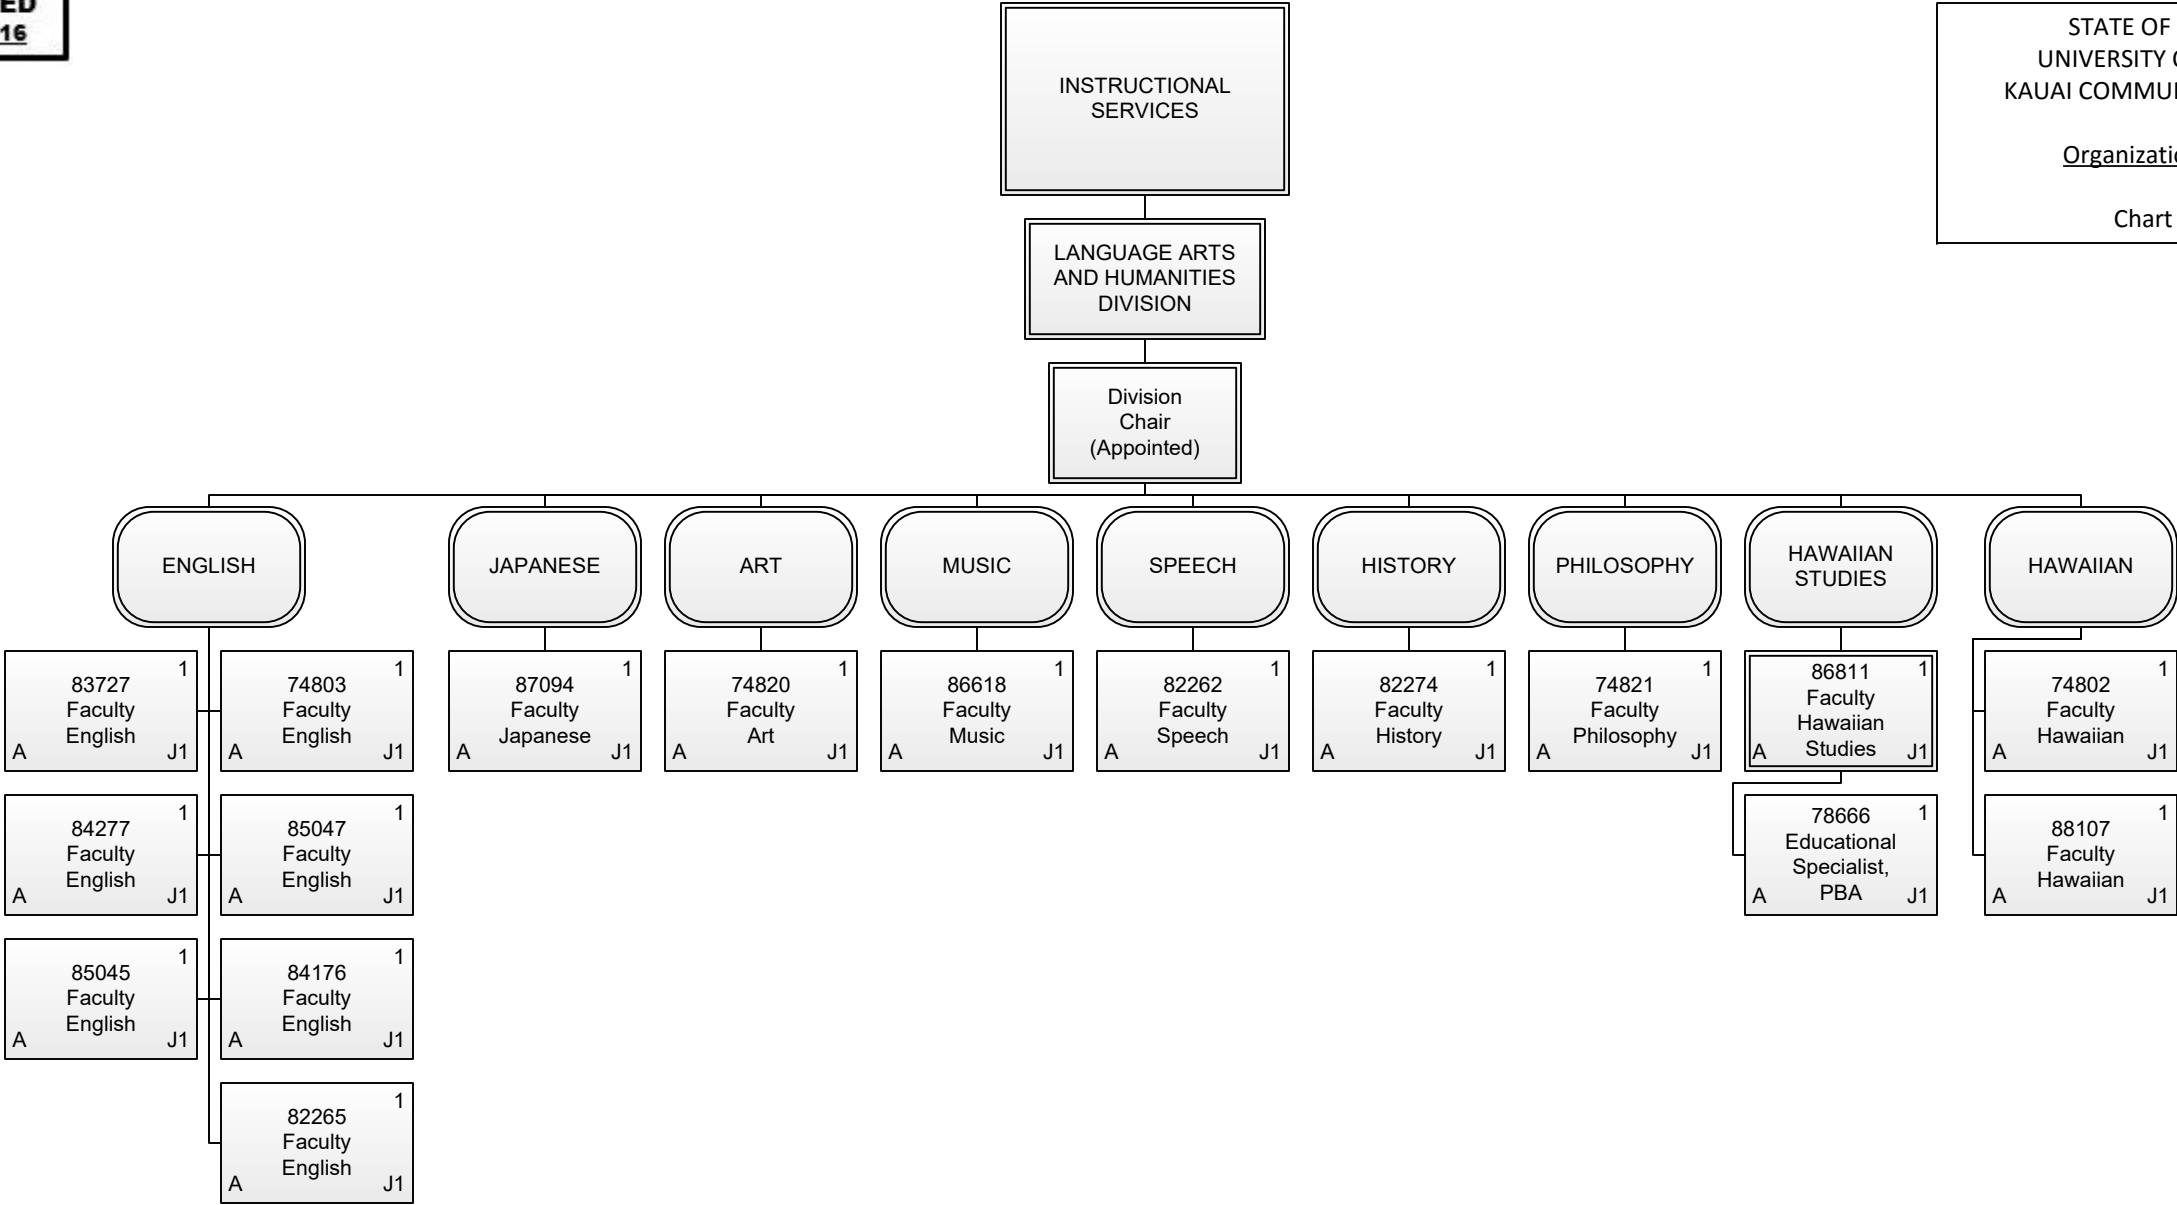 16
INSTRUCTIONAL
SERVICES
STATE OF
UNIVERSITY
KAUAI
Chart
LANGUAGE ARTS
AND HUMANITIES
DIVISION
Division
Chair
(Appointed)
ENGLISH
JAPANESE
ART
MUSIC
SPEECH
HISTORY
PHILOSOPHY
HAWAIIAN
STUDIES
HAWAIIAN
1
83727
Faculty
English
A J1
1
74803
Faculty
English
A J1
1
87094
Faculty
Japanese
A J1
1
74820
Faculty
Art
A J1
1
86618
Faculty
Music
A J1
1
82262
Faculty
Speech
A J1
1
82274
Faculty
History
A J1
1
74821
Faculty
Philosophy
A J1
86811 1
Faculty
Hawaiian
Studies
A J1
1
74802
Faculty
Hawaiian
A J1
1
84277
Faculty
English
A J1
1
85047
Faculty
English
A J1
78666 1
Educational
Specialist,
PBA
A J1
1
88107
Faculty
Hawaiian
A J1
1
85045
Faculty
English
A J1
1
84176
Faculty
English
A J1
1
82265
Faculty
English
A J1